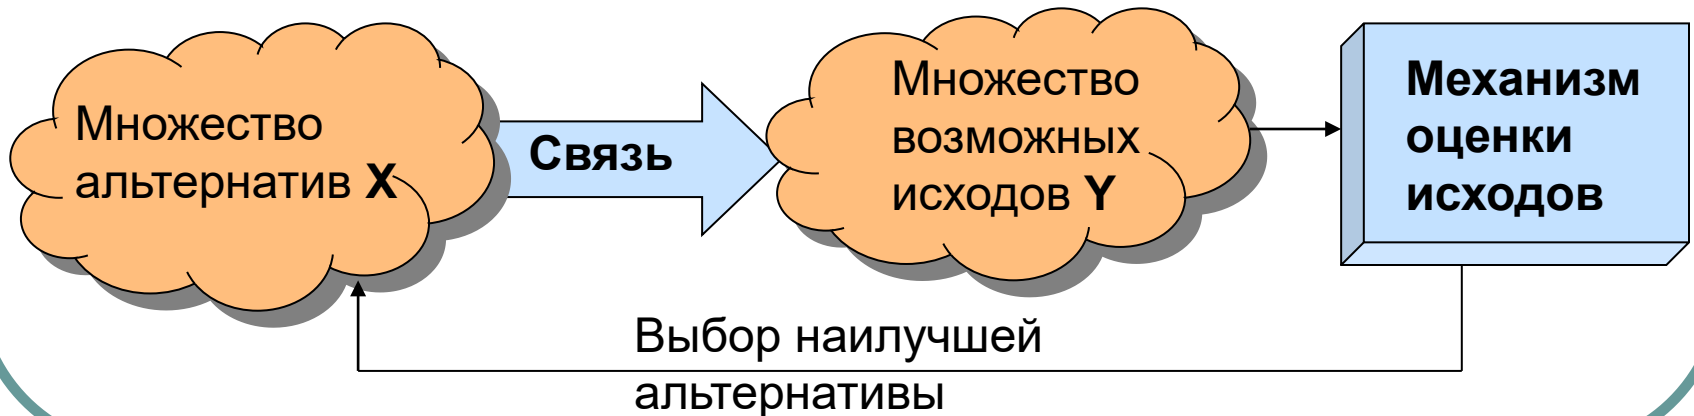 Множество
альтернатив X
Связь
Множество
возможных
исходов Y
Механизм
оценки
исходов
Выбор наилучшей
альтернативы